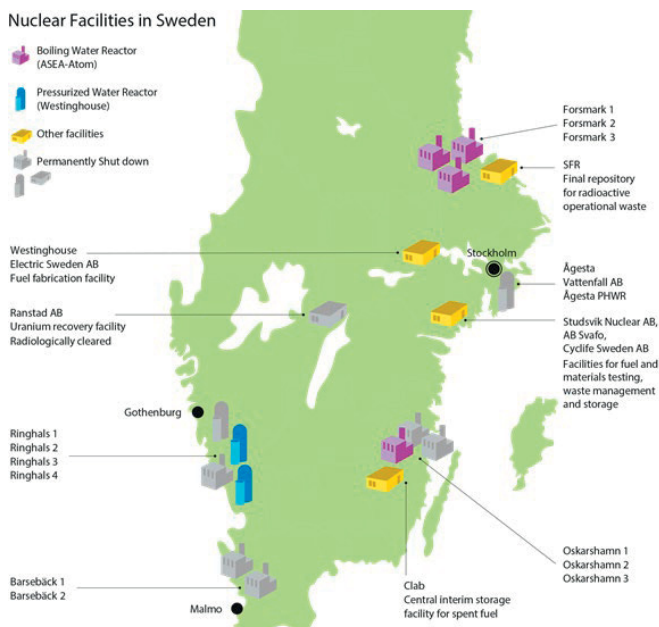 Nuclear Facilities in Sweden
Boiling Water Reactor
(ASEA-Atom)
Pressurized Water Reactor
(Westinghouse)
Other facilities
Permanently Shut down
Forsmark 1
Forsmark 2
Forsmark 3
SFR
Final repository
for radioactive
operational waste
Westinghouse
Electric Sweden AB
Fuel fabrication facility
Stockholm
Ågesta
Vattenfall AB
Ågesta PHWR
Ranstad AB
Uranium recovery facility
Radiologically cleared
Studsvik Nuclear AB,
AB Svafo,
Cyclife Sweden AB
Facilities for fuel and
materials testing,
waste management
and storage
Gothenburg
Ringhals 1
Ringhals 2
Ringhals 3
Ringhals 4
Oskarshamn 1
Oskarshamn 2
Oskarshamn 3
Clab
Central interim storage
facility for spent fuel
Barsebäck 1
Barsebäck 2
Malmo